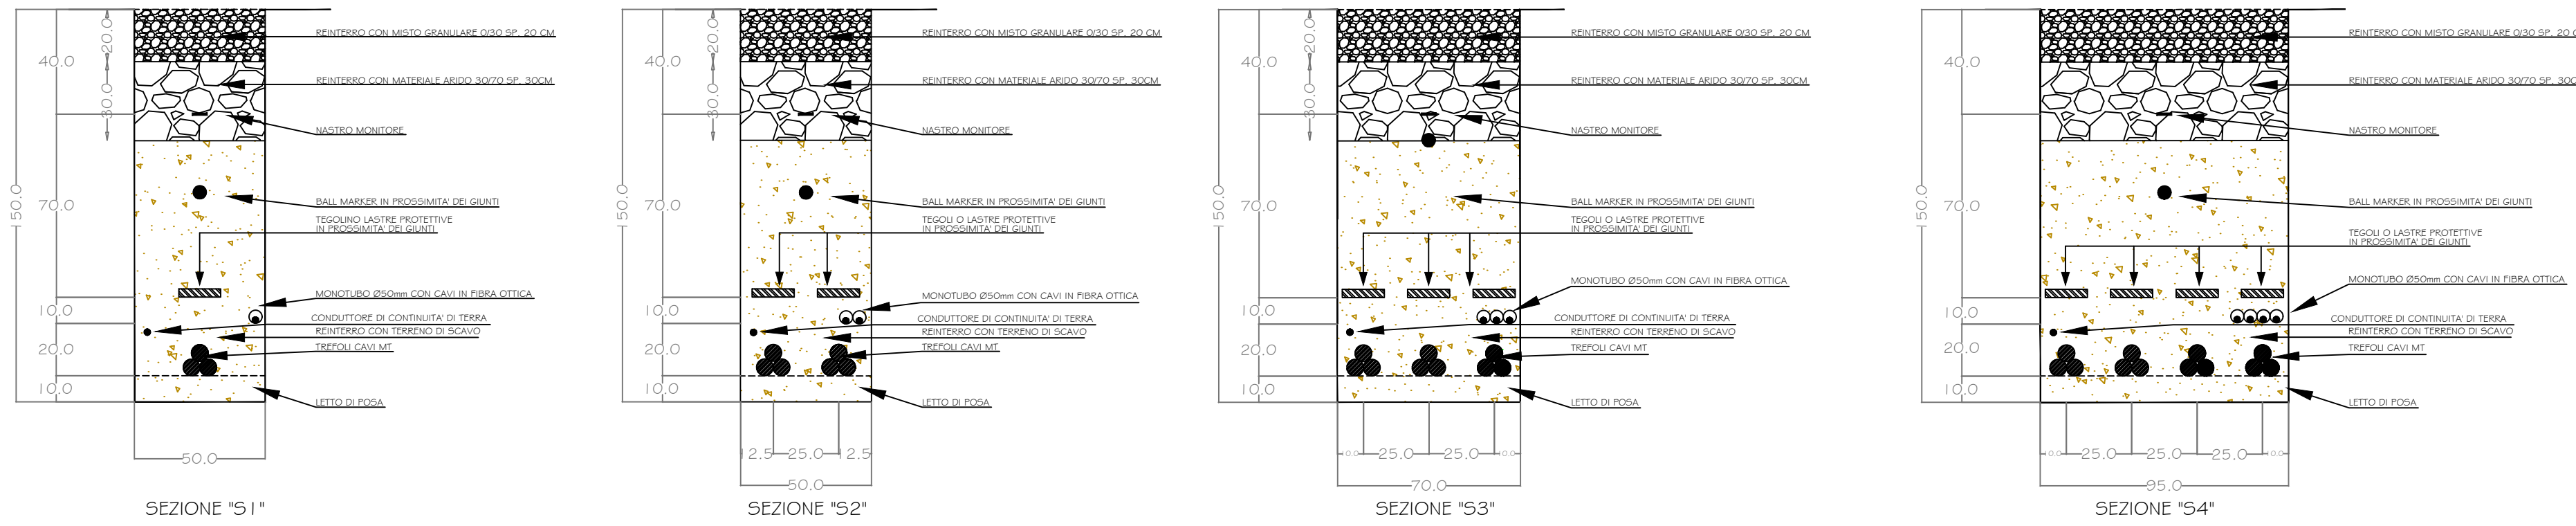 150.0
40.0
70.0
10.0
20.0
10.0
20.0
30.0
REINTERRO CON MISTO GRANULARE 0/30 SP. 20 CM
REINTERRO CON MATERIALE ARIDO 30/70 SP. 30CM
NASTRO MONITORE
BALL MARKER IN PROSSIMITA' DEI GIUNTI
TEGOLINO LASTRE PROTETTIVE
IN PROSSIMITA' DEI GIUNTI
MONOTUBO Ø50mm CON CAVI IN FIBRA OTTICA
CONDUTTORE DI CONTINUITA' DI TERRA
REINTERRO CON TERRENO DI SCAVO
TREFOLI CAVI MT
LETTO DI POSA
50.0
SEZIONE "S1"
150.0
40.0
70.0
10.0
20.0
10.0
20.0
30.0
REINTERRO CON MISTO GRANULARE 0/30 SP. 20 CM
REINTERRO CON MATERIALE ARIDO 30/70 SP. 30CM
NASTRO MONITORE
BALL MARKER IN PROSSIMITA' DEI GIUNTI
TEGOLI O LASTRE PROTETTIVE
IN PROSSIMITA' DEI GIUNTI
MONOTUBO Ø50mm CON CAVI IN FIBRA OTTICA
CONDUTTORE DI CONTINUITA' DI TERRA
REINTERRO CON TERRENO DI SCAVO
TREFOLI CAVI MT
LETTO DI POSA
12.5 25.0 12.5
50.0
SEZIONE "S2"
150.0
40.0
70.0
10.0
20.0
10.0
20.0
30.0
REINTERRO CON MISTO GRANULARE 0/30 SP. 20 CM
REINTERRO CON MATERIALE ARIDO 30/70 SP. 30CM
NASTRO MONITORE
BALL MARKER IN PROSSIMITA' DEI GIUNTI
TEGOLI O LASTRE PROTETTIVE
IN PROSSIMITA' DEI GIUNTI
MONOTUBO Ø50mm CON CAVI IN FIBRA OTTICA
CONDUTTORE DI CONTINUITA' DI TERRA
REINTERRO CON TERRENO DI SCAVO
TREFOLI CAVI MT
LETTO DI POSA
10.0 25.0 25.0 10.0
70.0
SEZIONE "S3"
150.0
40.0
70.0
10.0
20.0
10.0
REINTERRO CON MISTO GRANULARE 0/30 SP. 20 C
REINTERRO CON MATERIALE ARIDO 30/70 SP. 30C
NASTRO MONITORE
BALL MARKER IN PROSSIMITA' DEI GIUNTI
TEGOLI O LASTRE PROTETTIVE
IN PROSSIMITA' DEI GIUNTI
MONOTUBO Ø50mm CON CAVI IN FIBRA OTTICA
CONDUTTORE DI CONTINUITA' DI TERRA
REINTERRO CON TERRENO DI SCAVO
TREFOLI CAVI MT
LETTO DI POSA
10.0 25.0 25.0 25.0 10.0
95.0
SEZIONE "S4"